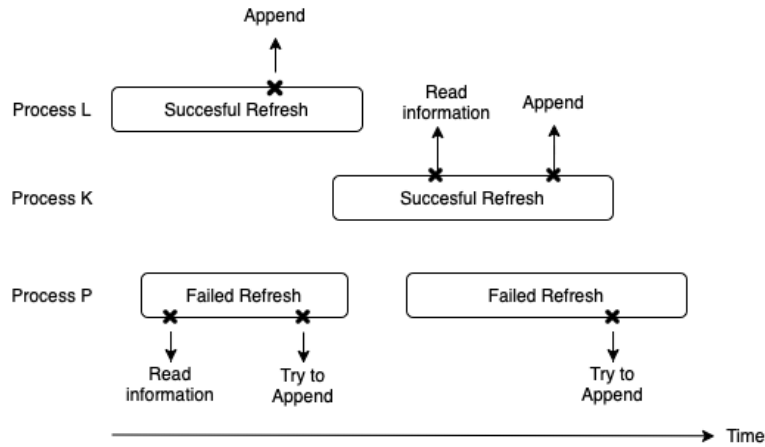 Append
Process L
Succesful Refresh
Read
information
Append
Process K
Succesful Refresh
Process P
Failed Refresh
Failed Refresh
Read
information
Try to
Append
Try to
Append
Time